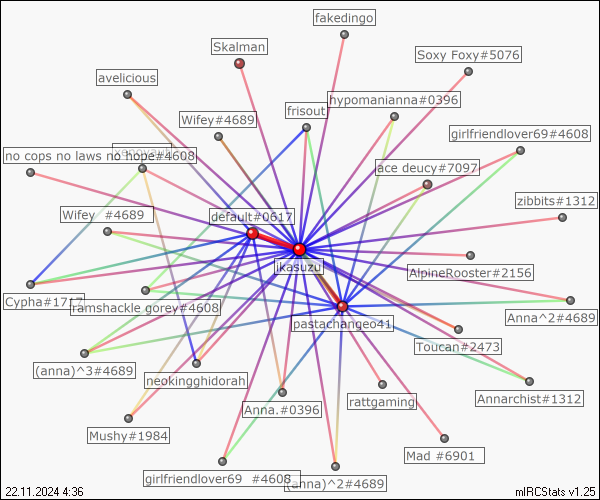 fakedingo
Skalman
Soxy Foxy#5076
avelicious
hypomanianna#0396
frisout
Wifey#4689
girlfriendlover69#4608
no cops no laws no hope#4608
ace deucy#7097
zibbits#1312
Wifey #4689
default#0617
jkasuzu
AlpineRooster#2156
Cypha#1717
ramshackle gorey#4608
Anna^2#4689
pastachangeo41
Toucan#2473
(anna)^3#4689
neokingghidorah
Annarchist#1312
rattgaming
Anna.#0396
Mushy#1984
Mad #6901
girlfriendlover69 #4608
(anna)^2#4689
22.11.2024 4:36
mIRCStats v1.25